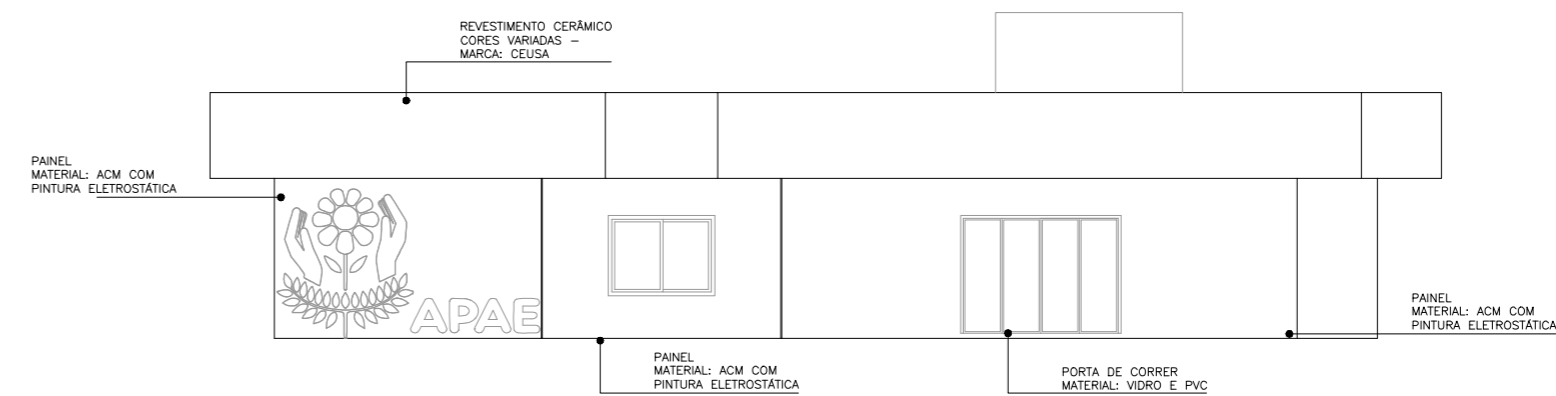 REVESTIMENTO CERÂMICO
CORES VARIADAS –
MARCA: CEUSA
PAINEL
MATERIAL: ACM COM
PINTURA ELETROSTÁTICA
APAE
PAINEL
MATERIAL: ACM COM
PINTURA ELETROSTÁTICA
PORTA DE CORRER
MATERIAL: VIDRO E PVC
PAINEL
MATERIAL: ACM COM
PINTURA ELETROSTÁTICA